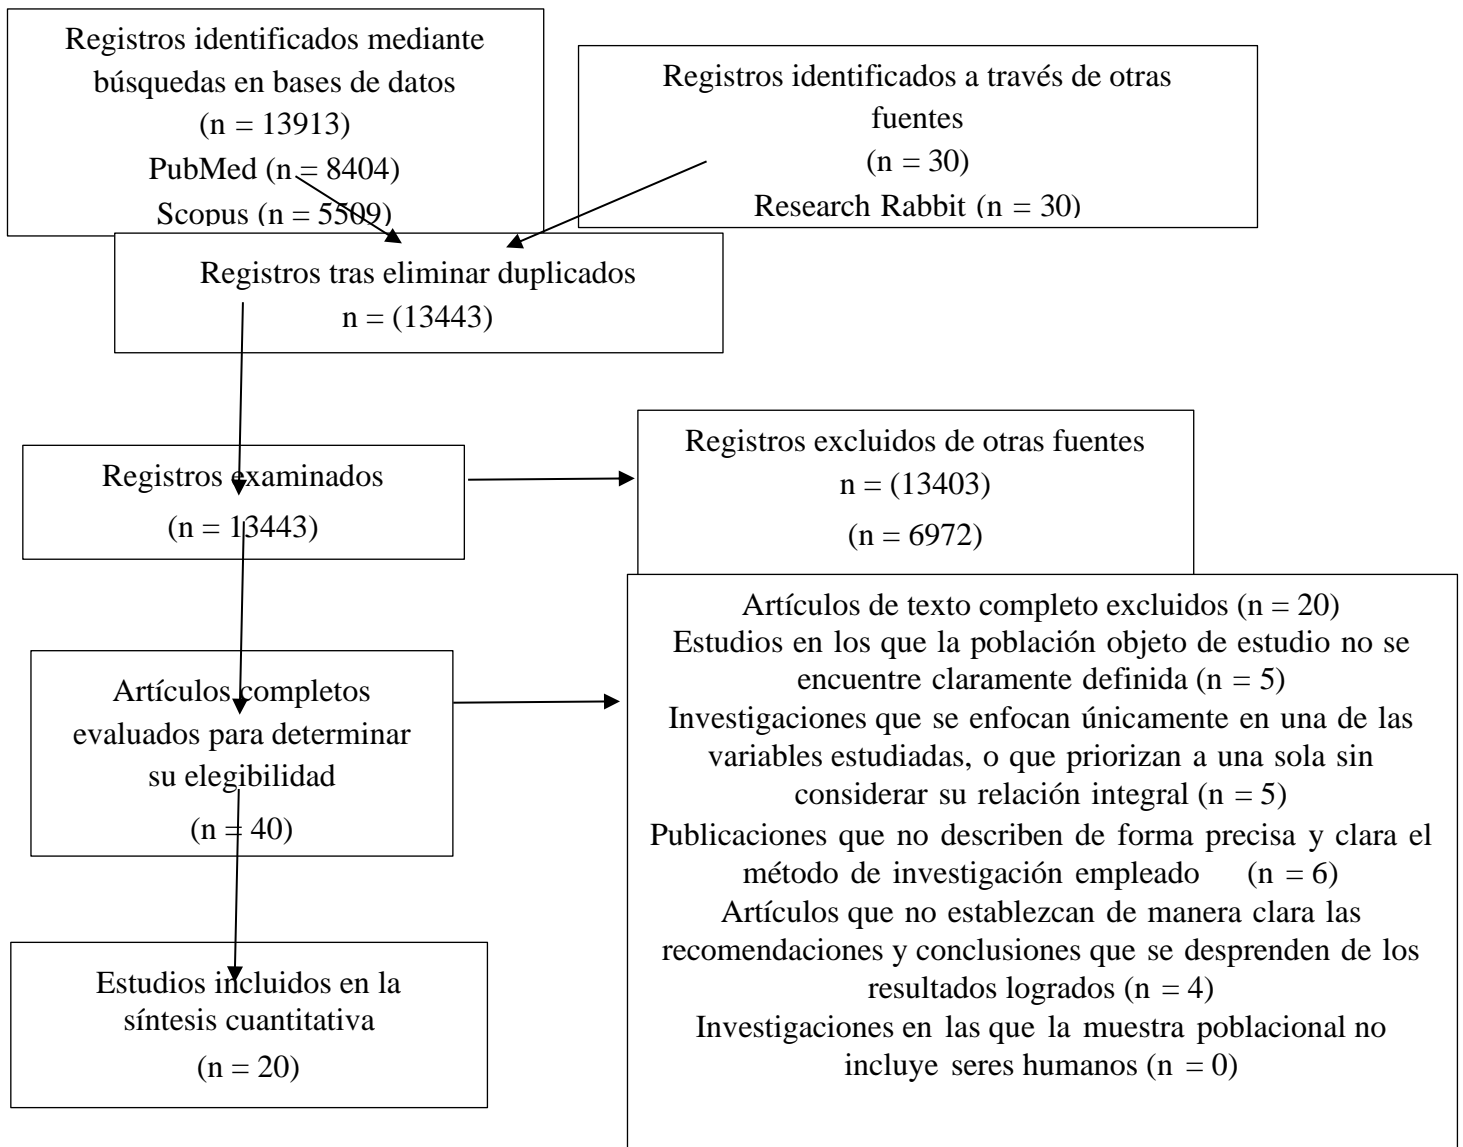 Registros identificados mediante
búsquedas en bases de datos
(n = 13913)
PubMed (n = 8404)
Scopus (n = 5509)
Registros identificados a través de otras
fuentes
(n = 30)
Research Rabbit (n = 30)
Registros tras eliminar duplicados
n = (13443)
Registros examinados
(n = 13443)
Registros excluidos de otras fuentes
n = (13403)
(n = 6972)
Artículos completos
evaluados para determinar
su elegibilidad
(n = 40)
Artículos de texto completo excluidos (n = 20)
Estudios en los que la población objeto de estudio no se
encuentre claramente definida (n = 5)
Investigaciones que se enfocan únicamente en una de las
variables estudiadas, o que priorizan a una sola sin
considerar su relación integral (n = 5)
Publicaciones que no describen de forma precisa y clara el
método de investigación empleado (n = 6)
Artículos que no establezcan de manera clara las
recomendaciones y conclusiones que se desprenden de los
resultados logrados (n = 4)
Investigaciones en las que la muestra poblacional no
incluye seres humanos (n = 0)
Estudios incluidos en la
síntesis cuantitativa
(n = 20)